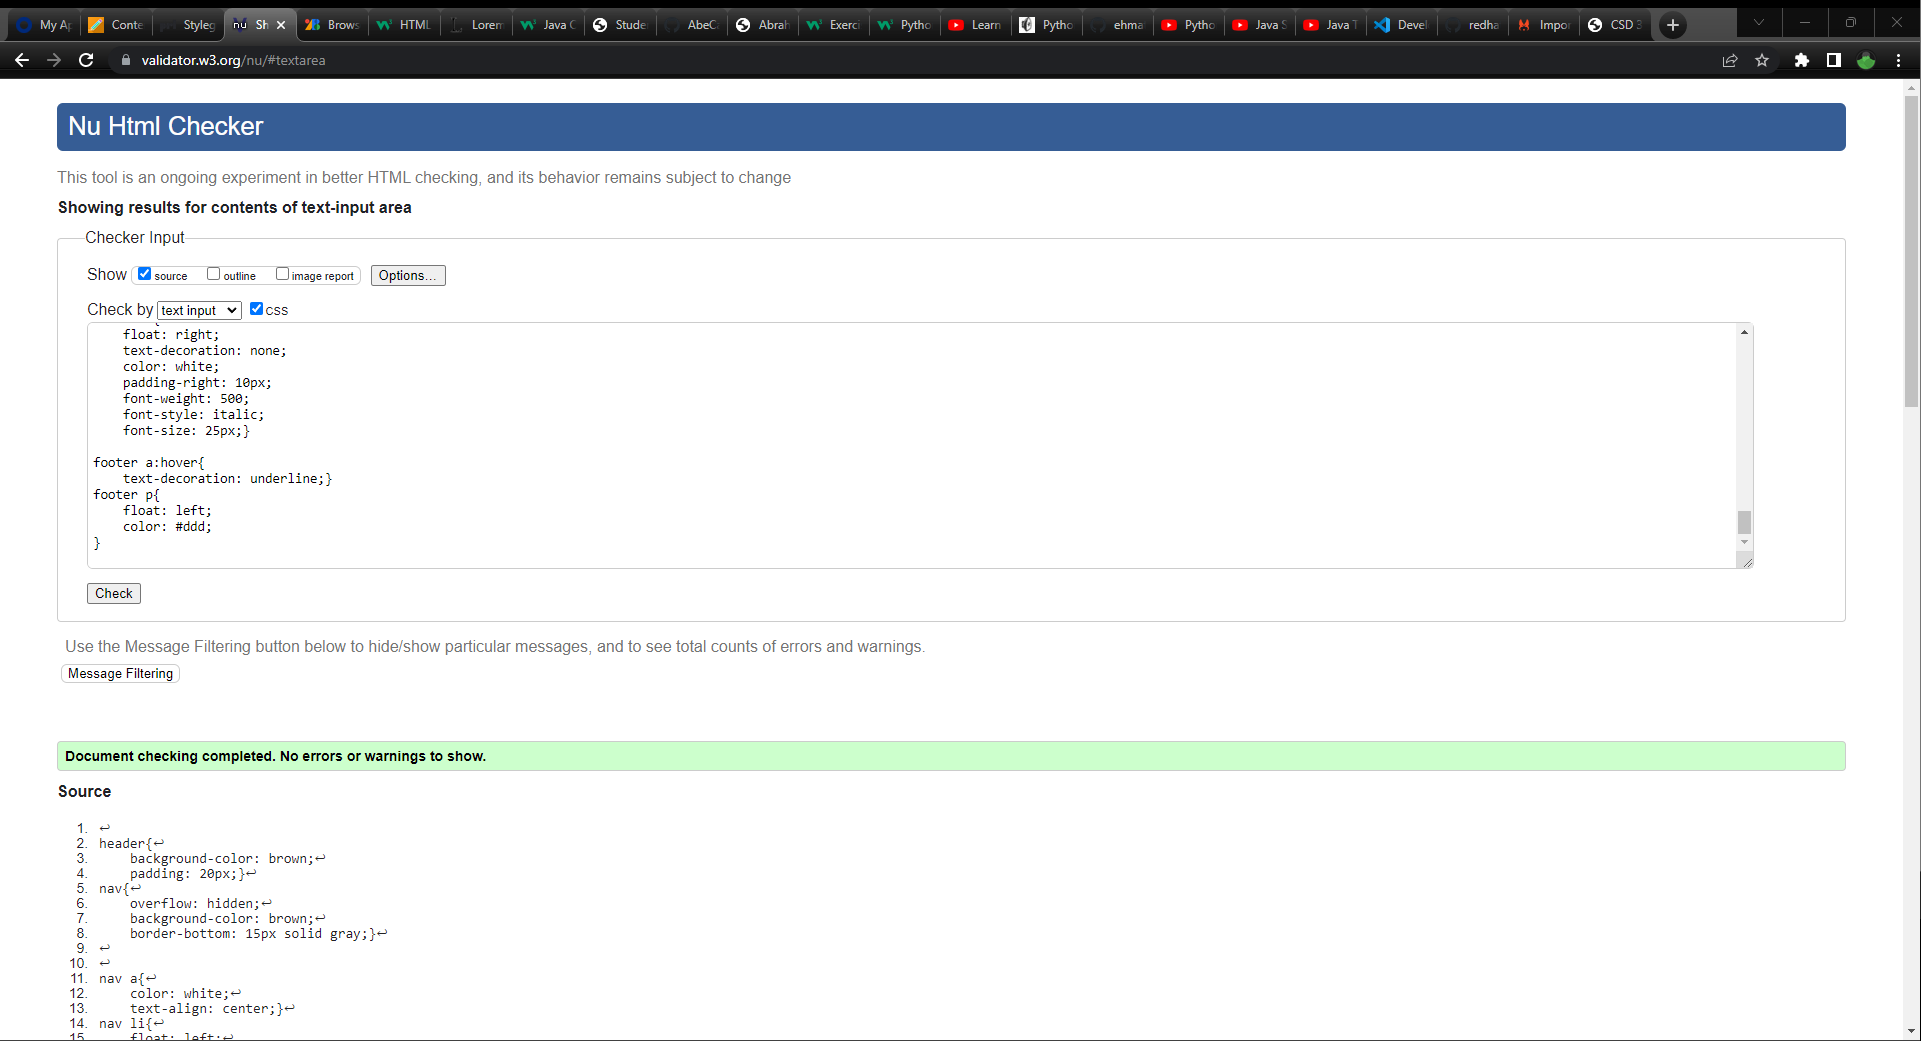 My A
Conte
Styleg
Sh
Brows
HTML
Lorem
Java C
Stude
AbeC
Abrah
Exerci
Pytho
Learn
Pytho
ehma
Pytho
Java S
Java T
Devel
redha
Impor
CSD 3
validator.w3.org/nu/#textarea
Nu Html Checker
This tool is an ongoing experiment in better HTML checking, and its behavior remains subject to change
Showing results for contents of text-input area
Checker Input
Show source outline image report Options...
Check by text input css
float: right;
text-decoration: none;
color: white;
padding-right: 10px;
font-weight: 500;
font-style: italic;
font-size: 25px;}
footer a:hover{
text-decoration: underline;}
footer p{
float: left;
color: #ddd;
}
Check
Use the Message Filtering button below to hide/show particular messages, and to see total counts of errors and warnings.
Message Filtering
Document checking completed. No errors or warnings to show.
Source
1. ↩
2. header{↩
3. background-color: brown;↩
4. padding: 20px;}↩
5. nav{↩
6. overflow: hidden;↩
7. background-color: brown;↩
8. border-bottom: 15px solid gray;}↩
9. ↩
10. ↩
11. nav a{↩
12. color: white;↩
13. text-align: center;}↩
14. nav li{↩
15. float: left;↩